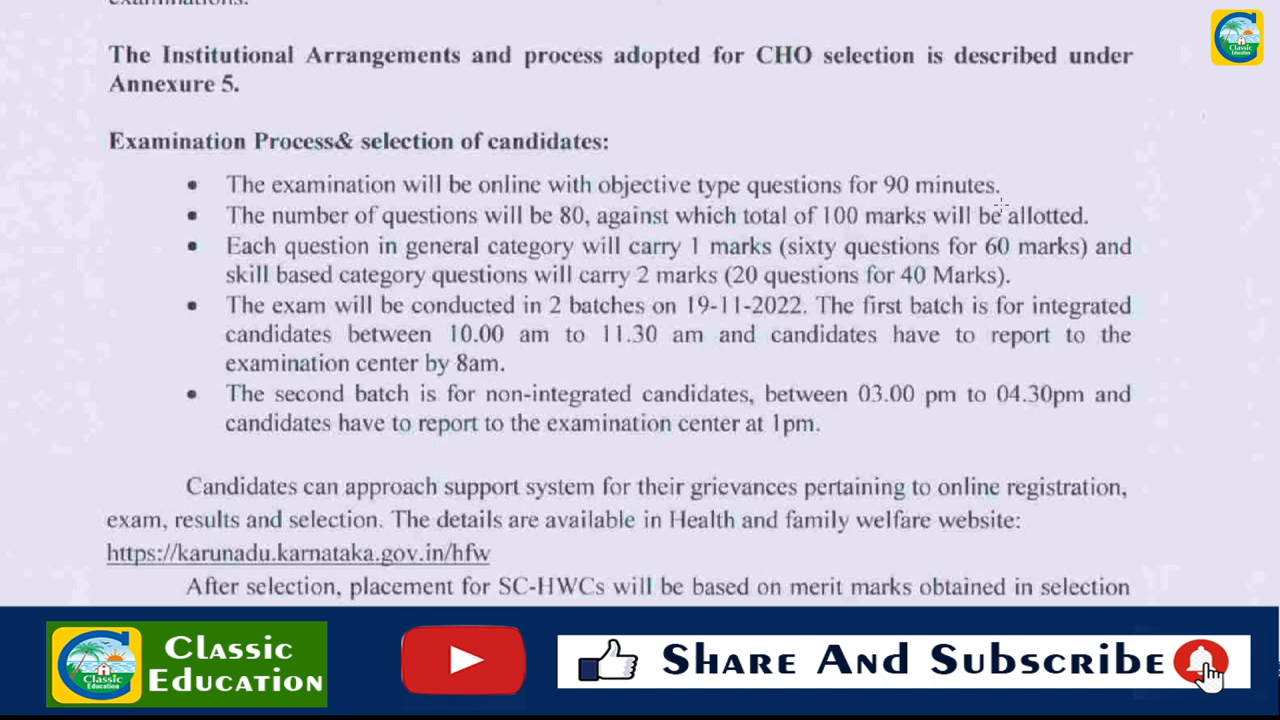 examinations.
Classic
Education
The Institutional Arrangements and process adopted for CHO selection is described under
Annexure 5.
Examination Process& selection of candidates:
• The examination will be online with objective type questions for 90 minutes.
• The number of questions will be 80, against which total of 100 marks will be allotted.
• Each question in general category will carry 1 marks (sixty questions for 60 marks) and
skill based category questions will carry 2 marks (20 questions for 40 Marks).
• The exam will be conducted in 2 batches on 19-11-2022. The first batch is for integrated
candidates between 10.00 am to 11.30 am and candidates have to report to the
examination center by 8am.
• The second batch is for non-integrated candidates, between 03.00 pm to 04.30pm and
candidates have to report to the examination center at 1pm.
Candidates can approach support system for their grievances pertaining to online registration,
exam, results and selection. The details are available in Health and family welfare website:
https://karunadu.karnataka.gov.in/hfw
After selection, placement for SC-HWCs will be based on merit marks obtained in selection
Classic
Education
Classic
Education
Share And Subscribe